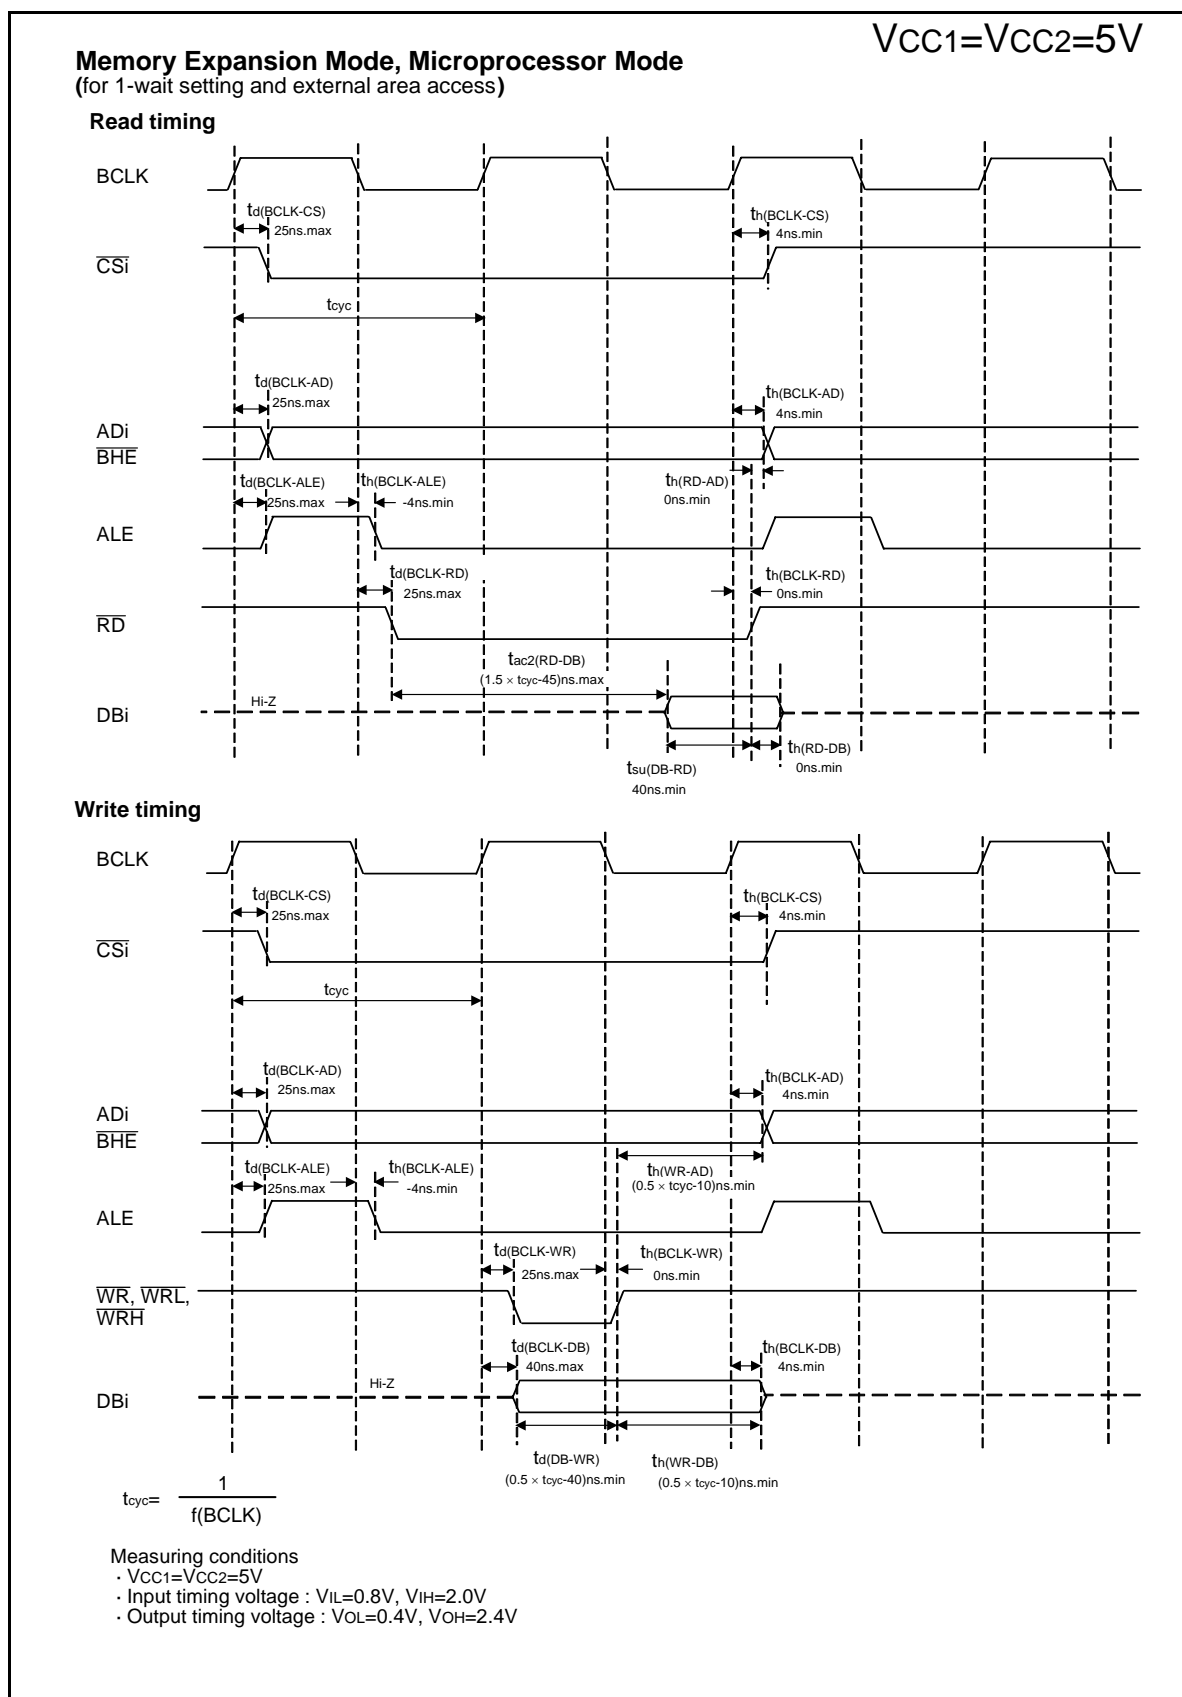 VCC1=VCC2=5V
Memory Expansion Mode, Microprocessor Mode
(for 1-wait setting and external area access)
Read timing
BCLK
td(BCLK-CS)
25ns.max
th(BCLK-CS)
4ns.min
CSi
tcyc
td(BCLK-AD)
25ns.max
th(BCLK-AD)
4ns.min
ADi
BHE
td(BCLK-ALE)
25ns.max
th(BCLK-ALE)
-4ns.min
th(RD-AD)
0ns.min
ALE
td(BCLK-RD)
25ns.max
th(BCLK-RD)
0ns.min
RD
tac2(RD-DB)
(1.5 × tcyc-45)ns.max
Hi-Z
DBi
tsu(DB-RD)
40ns.min
th(RD-DB)
0ns.min
Write timing
BCLK
td(BCLK-CS)
25ns.max
th(BCLK-CS)
4ns.min
CSi
tcyc
td(BCLK-AD)
25ns.max
th(BCLK-AD)
4ns.min
ADi
BHE
td(BCLK-ALE)
25ns.max
th(BCLK-ALE)
-4ns.min
th(WR-AD)
(0.5 × tcyc-10)ns.min
ALE
td(BCLK-WR)
25ns.max
th(BCLK-WR)
0ns.min
WR, WRL,
WRH
td(BCLK-DB)
40ns.max
th(BCLK-DB)
4ns.min
Hi-Z
DBi
td(DB-WR)
(0.5 × tcyc-40)ns.min
th(WR-DB)
(0.5 × tcyc-10)ns.min
tcyc= 1
f(BCLK)
Measuring conditions
· VCC1=VCC2=5V
· Input timing voltage : VIL=0.8V, VIH=2.0V
· Output timing voltage : VOL=0.4V, VOH=2.4V